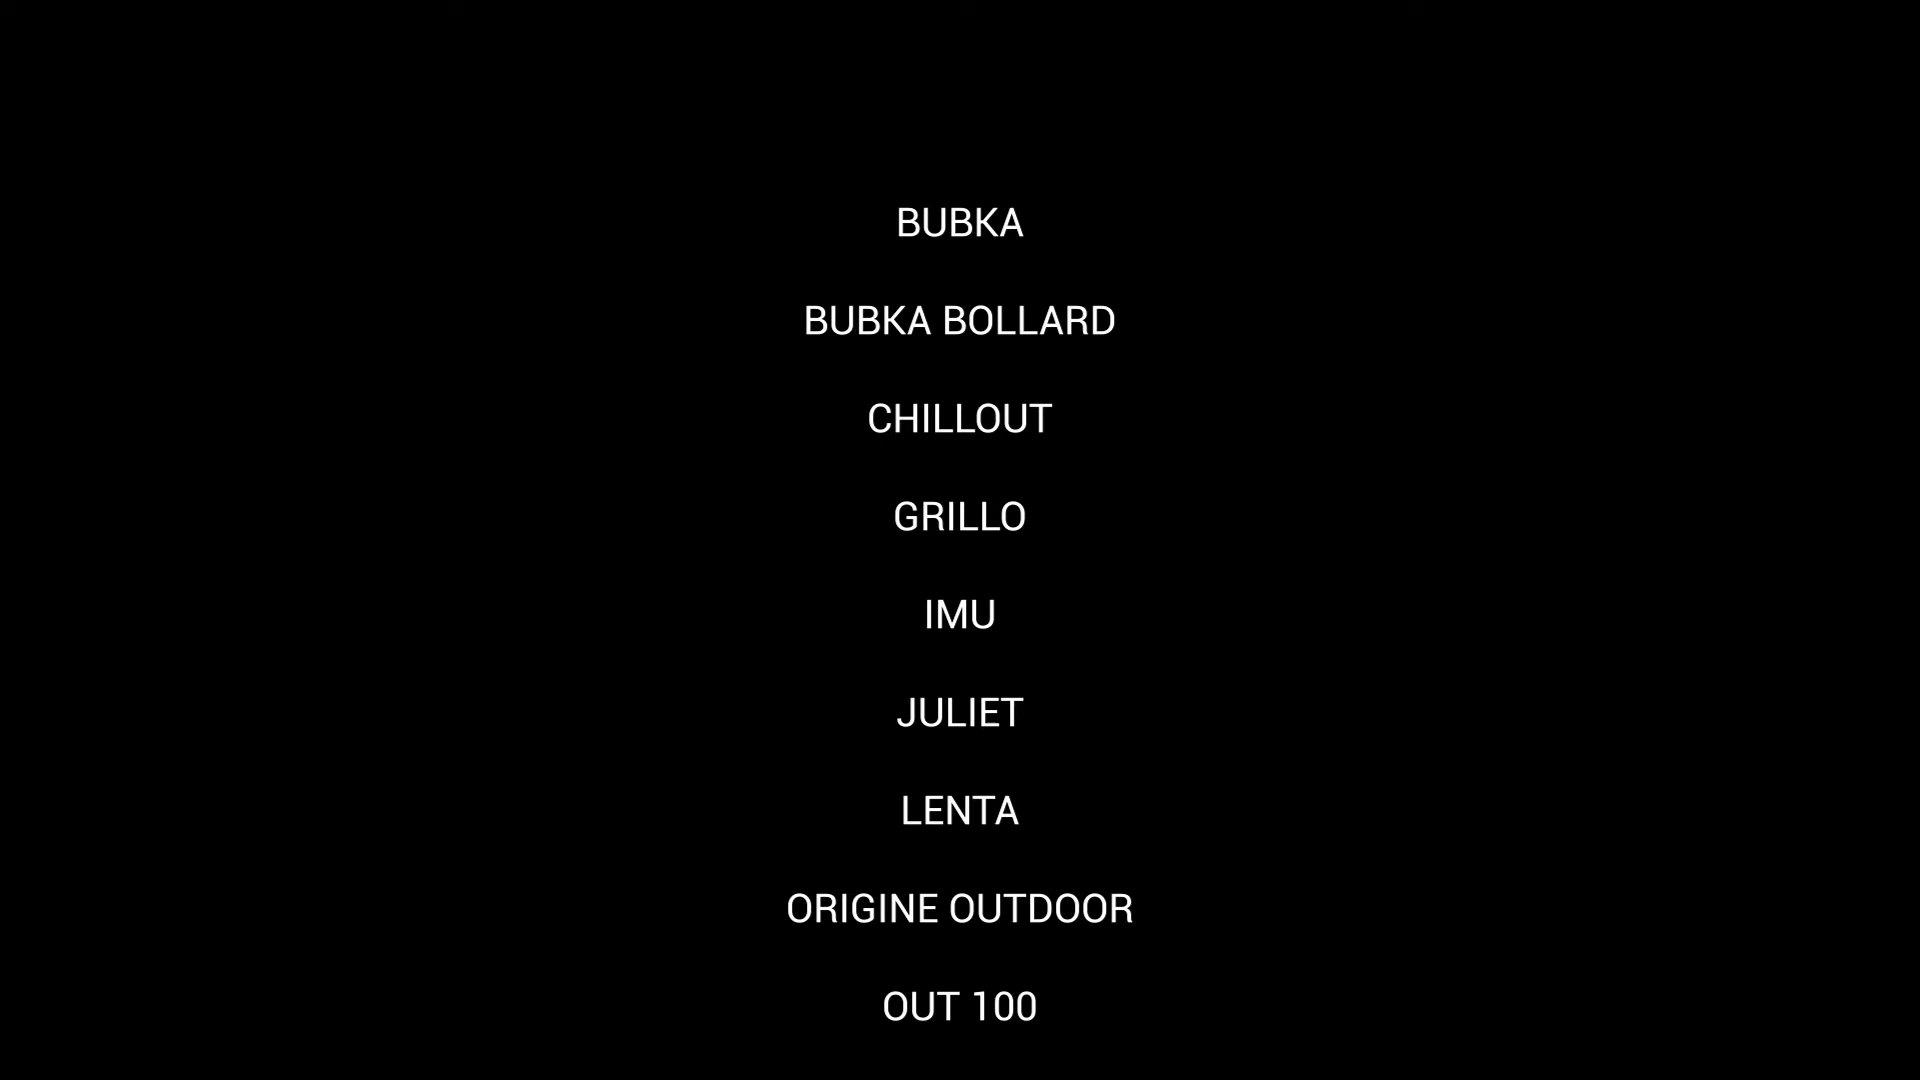 BUBKA
BUBKA BOLLARD
CHILLOUT
GRILLO
IMU
JULIET
LENTA
ORIGINE OUTDOOR
OUT 100